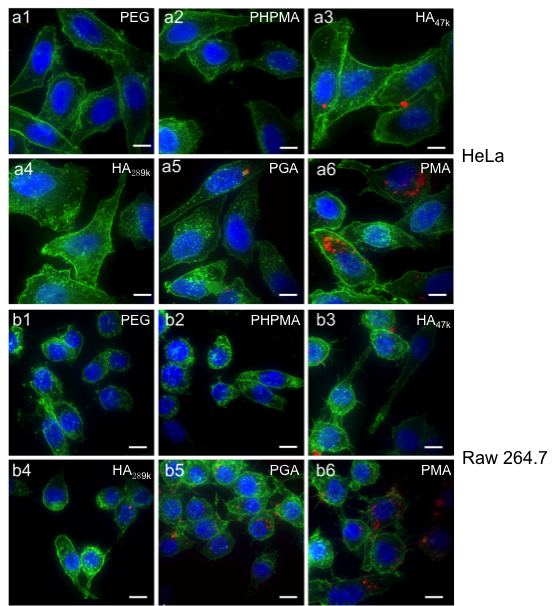 a1 PEG
a2 PHPMA
a3 HA47k
HeLa
a4 HA289k
a5 PGA
a6 PMA
b1 PEG
b2 PHPMA
b3 HA47k
Raw 264.7
b4 HA289k
b5 PGA
b6 PMA